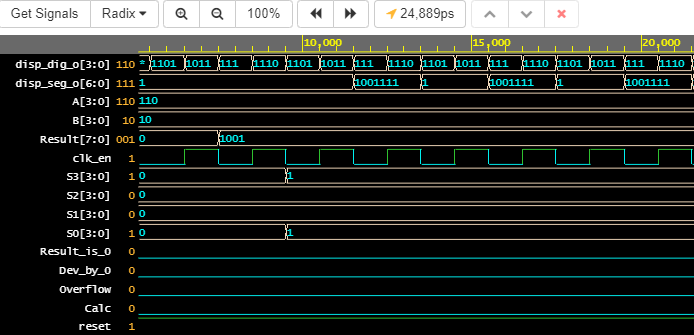 Get Signals Radix 100% 24,889ps
10,000 15,000 20,000
disp_dig_o[3:0] 110 * 1101 1011 111 1110 1101 1011 111 1110 1101 1011 111 1110 1101 1011 111 1110
disp_seg_o[6:0] 111 1 1001111 1 1001111 1 1001111
A[3:0] 110
B[3:0] 10 10
Result[7:0] 001 0 1001
clk_en 1
S3[3:0] 1 0 1
S2[3:0] 0 0
S1[3:0] 0 0
S0[3:0] 1 0 1
Result_is_0 0
Dev_by_0 0
Overflow 0
Calc 0
reset 1